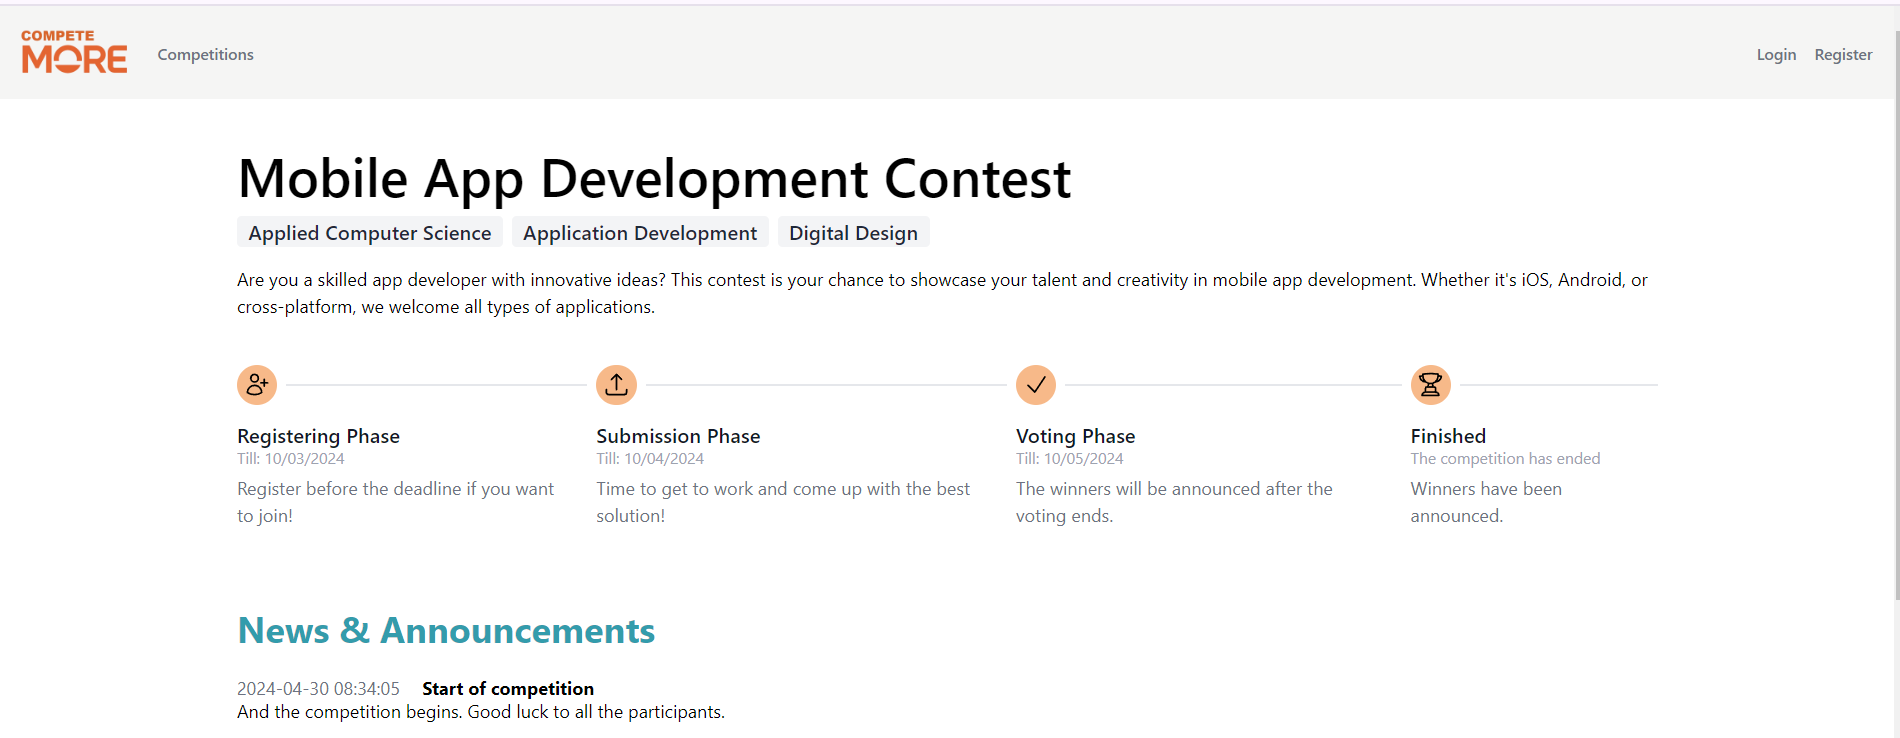 COMPETE
MORE
Competitions
Login Register
Mobile App Development Contest
Applied Computer Science Application Development Digital Design
Are you a skilled app developer with innovative ideas? This contest is your chance to showcase your talent and creativity in mobile app development. Whether it's iOS, Android, or
cross-platform, we welcome all types of applications.
Registering Phase
Till: 10/03/2024
Register before the deadline if you want
to join!
Submission Phase
Till: 10/04/2024
Time to get to work and come up with the best
solution!
Voting Phase
Till: 10/05/2024
The winners will be announced after the
voting ends.
Finished
The competition has ended
Winners have been
announced.
News & Announcements
2024-04-30 08:34:05 Start of competition
And the competition begins. Good luck to all the participants.